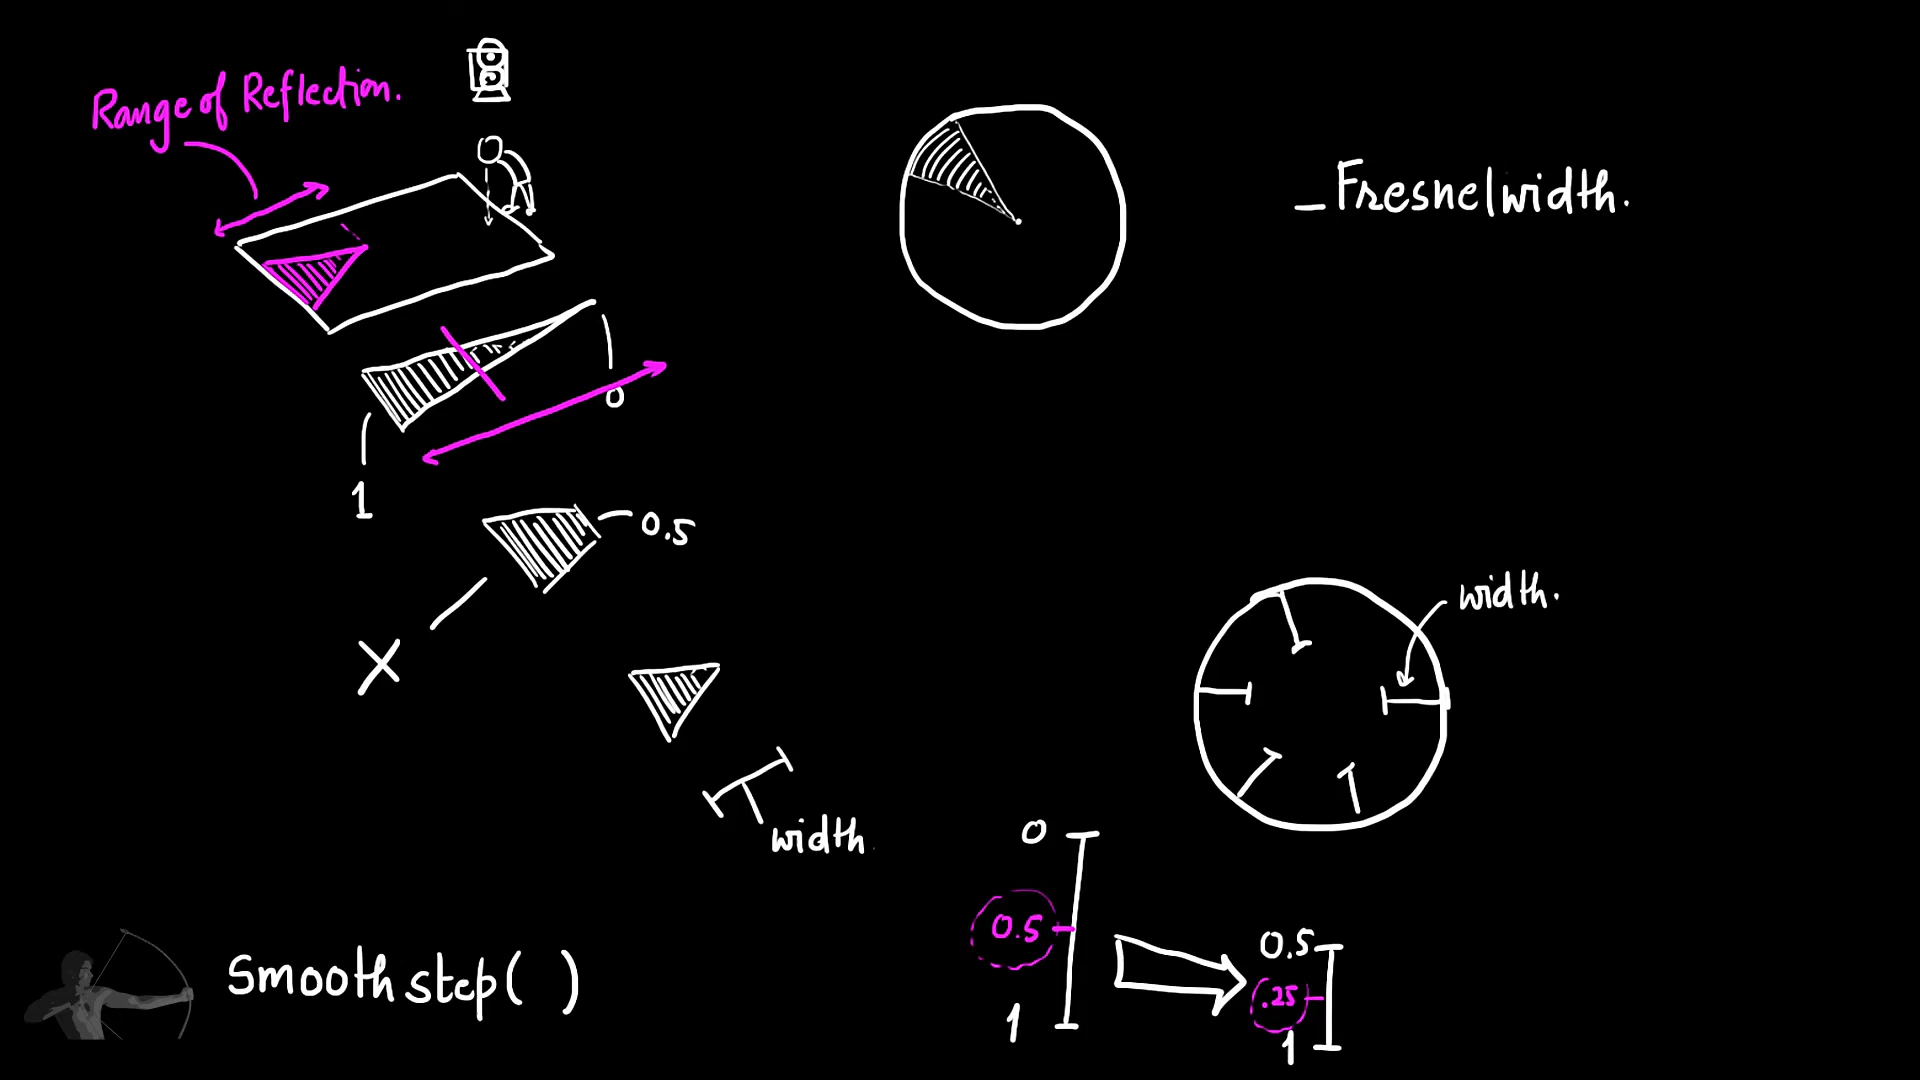 Range of Reflection.
_Fresnelwidth.
0
1
0.5
X
width.
width.
0
0.5
1
0.5
.25
1
Smoothstep( )